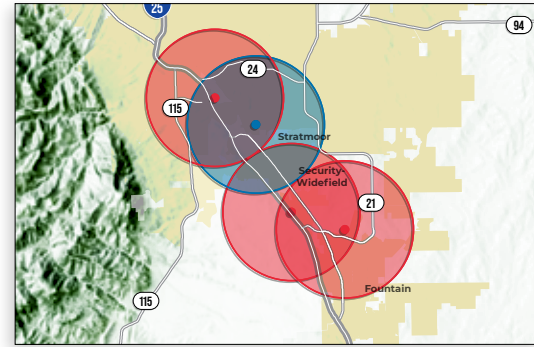 25
94
24
115
Stratmoor
Security-
Widefield
21
Fountain
115